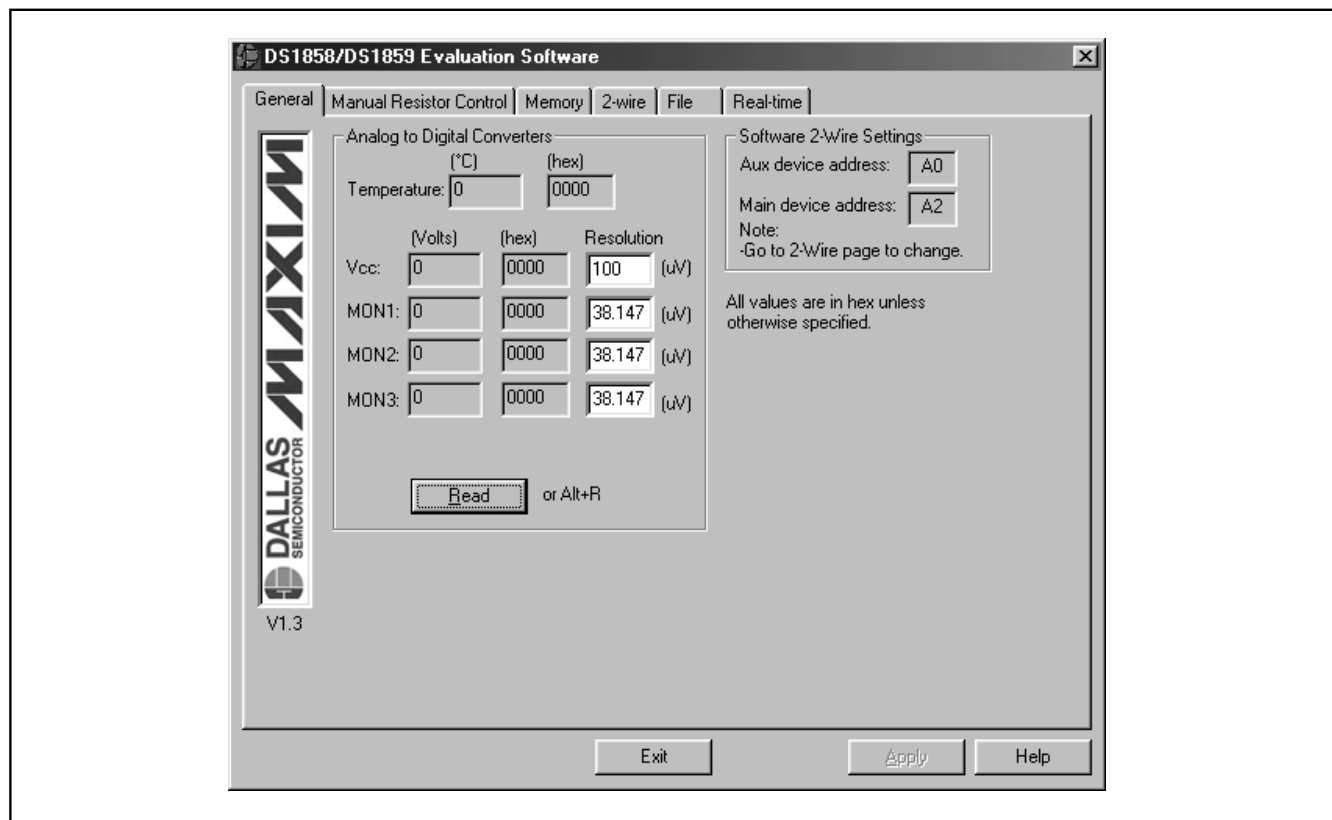 DS1858/DS1859 Evaluation Software
General Manual Resistor Control Memory 2-wire File Real-time
MAXIM
DALLAS
SEMICONDUCTOR
V1.3
Analog to Digital Converters
(°C) (hex)
Temperature: 0 0000
(Volts) (hex) Resolution
Vcc: 0 0000 100 (uV)
MON1: 0 0000 38.147 (uV)
MON2: 0 0000 38.147 (uV)
MON3: 0 0000 38.147 (uV)
Read or Alt+R
Software 2-Wire Settings
Aux device address: A0
Main device address: A2
Note:
-Go to 2-Wire page to change.
All values are in hex unless
otherwise specified.
Exit Apply Help